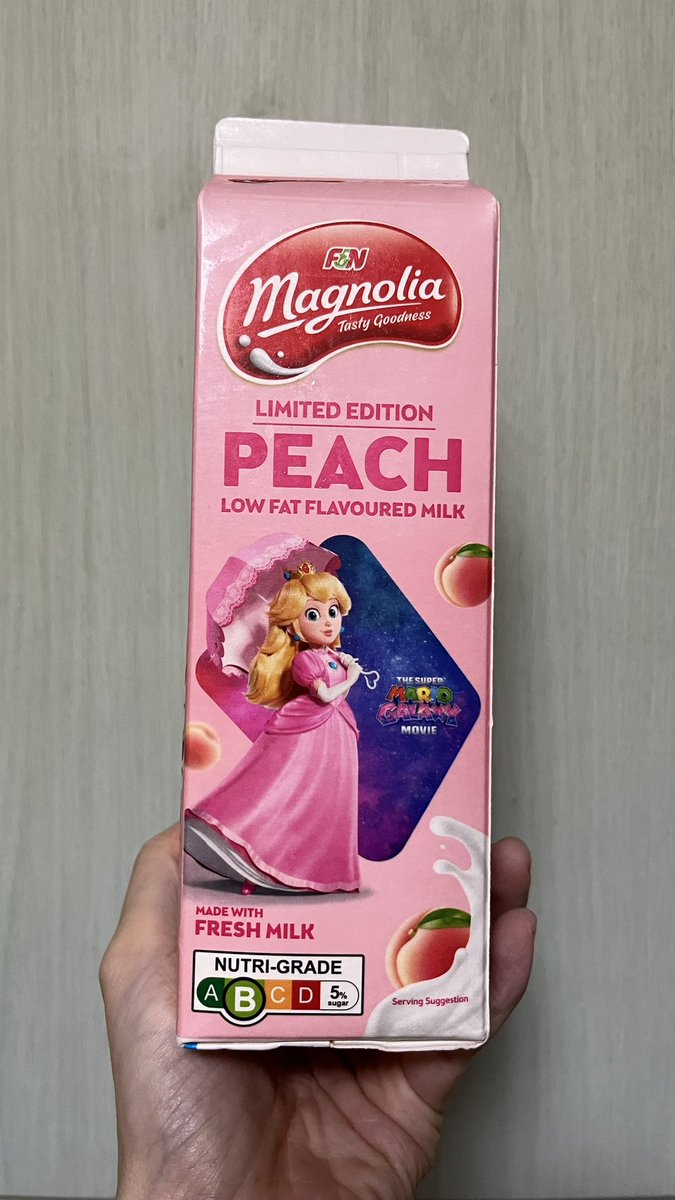 F&N
Magnolia
Tasty Goodness
LIMITED EDITION
PEACH
LOW FAT FLAVOURED MILK
THE SUPER
MARIO
GALAXY
MOVIE
MADE WITH
FRESH MILK
NUTRI-GRADE
A B C D 5% sugar
Serving Suggestion